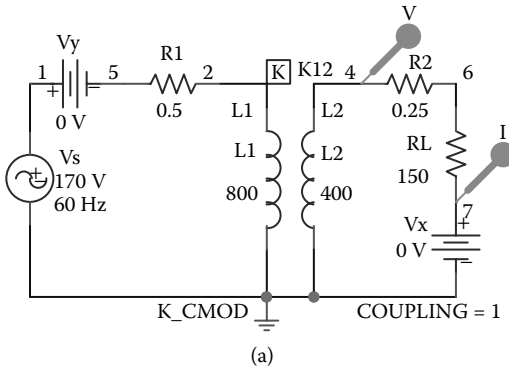 V
Vy
R1
K
K12
R2
1
+
−
5
2
4
6
0 V
0.5
0.25
L1
L2
RL
L1
L2
150
I
Vs
+
170 V
60 Hz
800
400
7
Vx
+
0 V
−
K_CMOD
COUPLING = 1
(a)